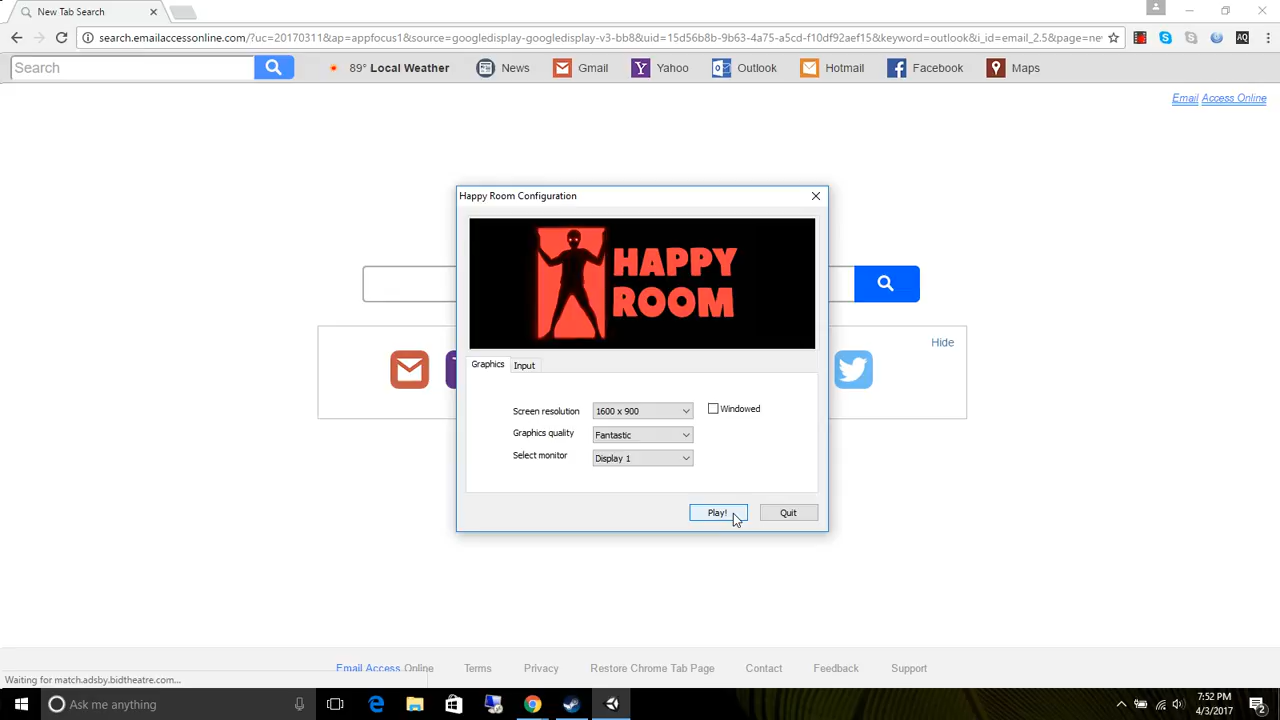 New Tab Search
search.emailaccessonline.com/?uc=20170311&ap=appfocus1&source=googledisplay-googledisplay-v3-bb8&uid=15d56b8b-9b63-4a75-a5cd-f10df92aef15&keyword=outlook&i_id=email_2.5&page=ne
AQ
Search
89° Local Weather
News
Gmail
Yahoo
Outlook
Hotmail
Facebook
Maps
Email Access Online
Happy Room Configuration
HAPPY
ROOM
Hide
Graphics
Input
Screen resolution
1600 x 900
Windowed
Graphics quality
Fantastic
Select monitor
Display 1
Play!
Quit
Email Access Online
Terms
Privacy
Restore Chrome Tab Page
Contact
Feedback
Support
Waiting for match.adsby.bidtheatre.com...
Ask me anything
7:52 PM
4/3/2017
2